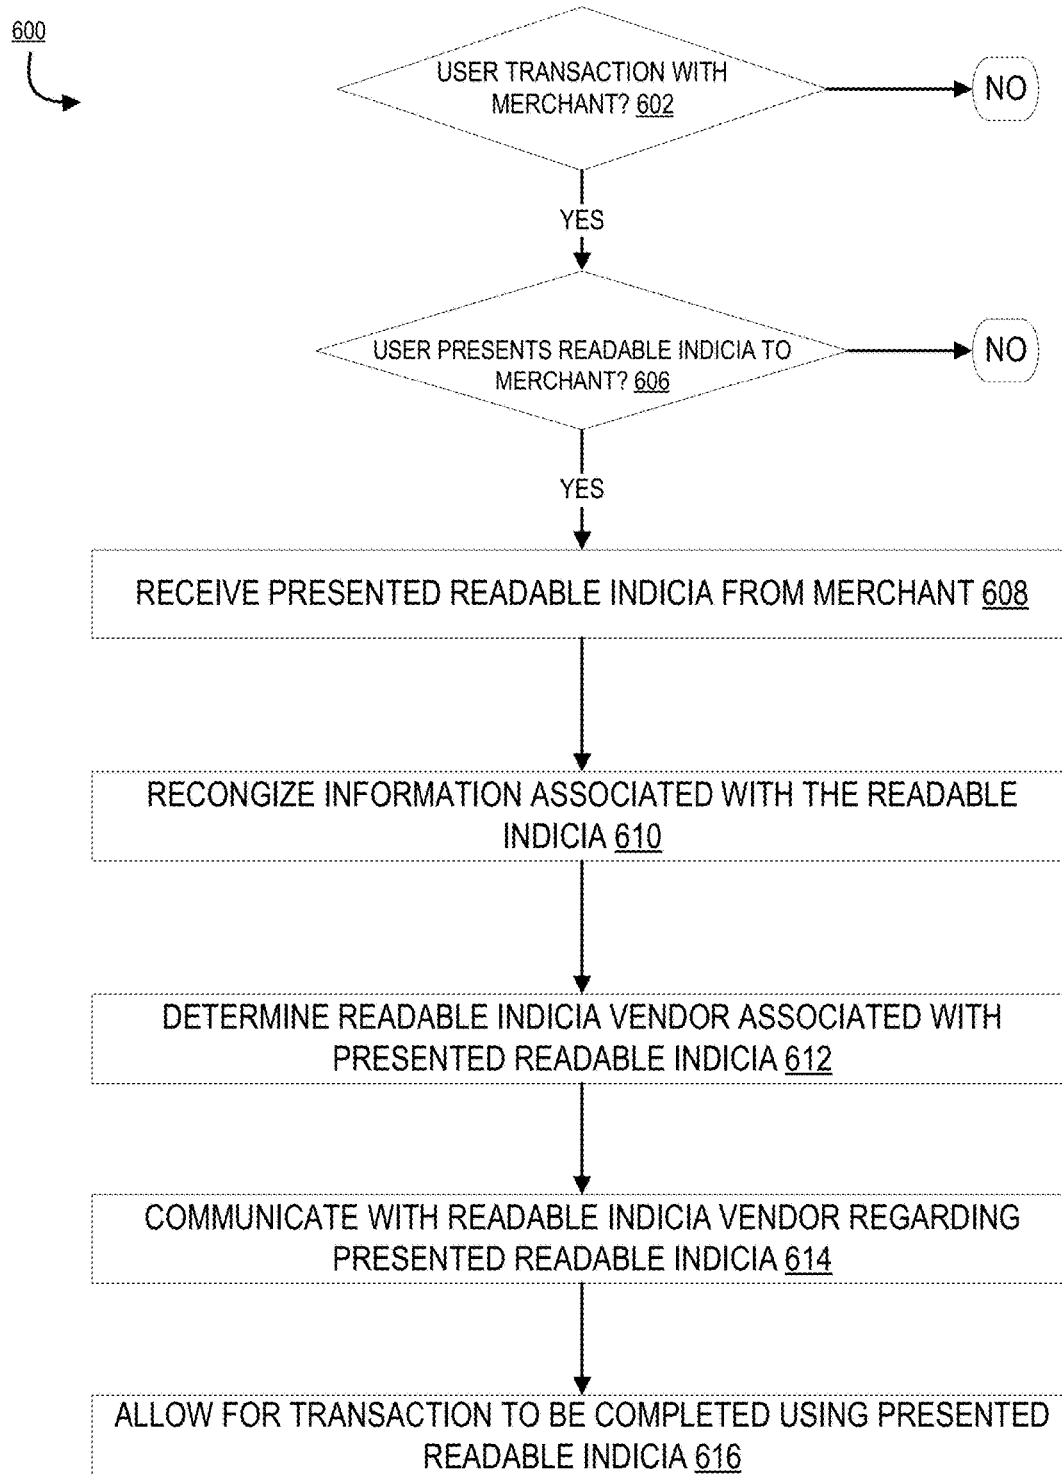 600
USER TRANSACTION WITH
MERCHANT? 602
NO
YES
USER PRESENTS READABLE INDICIA TO
MERCHANT? 606
NO
YES
RECEIVE PRESENTED READABLE INDICIA FROM MERCHANT 608
RECONGIZE INFORMATION ASSOCIATED WITH THE READABLE
INDICIA 610
DETERMINE READABLE INDICIA VENDOR ASSOCIATED WITH
PRESENTED READABLE INDICIA 612
COMMUNICATE WITH READABLE INDICIA VENDOR REGARDING
PRESENTED READABLE INDICIA 614
ALLOW FOR TRANSACTION TO BE COMPLETED USING PRESENTED
READABLE INDICIA 616